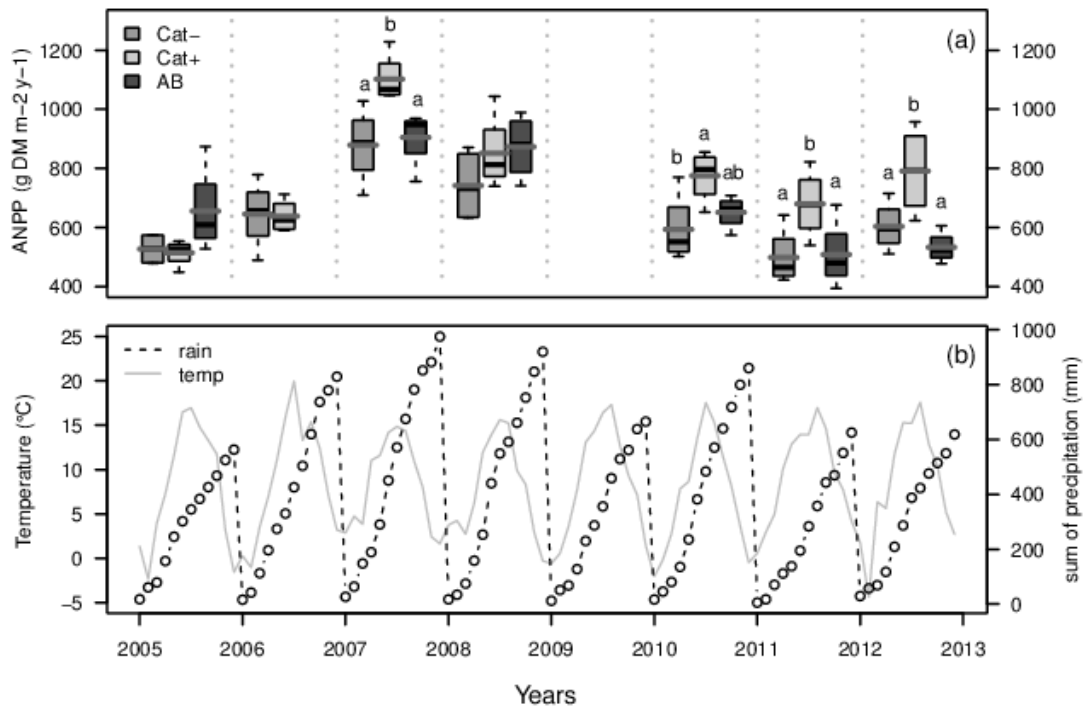 (a)
Cat−
Cat+
AB
ANPP (g DM m−2 y−1)
1200
1000
800
600
400
1200
1000
800
600
400
a
b
a
b
a
ab
a
b
a
a
b
a
(b)
rain
temp
Temperature (°C)
25
20
15
10
5
0
−5
sum of precipitation (mm)
1000
800
600
400
200
0
2005 2006 2007 2008 2009 2010 2011 2012 2013
Years